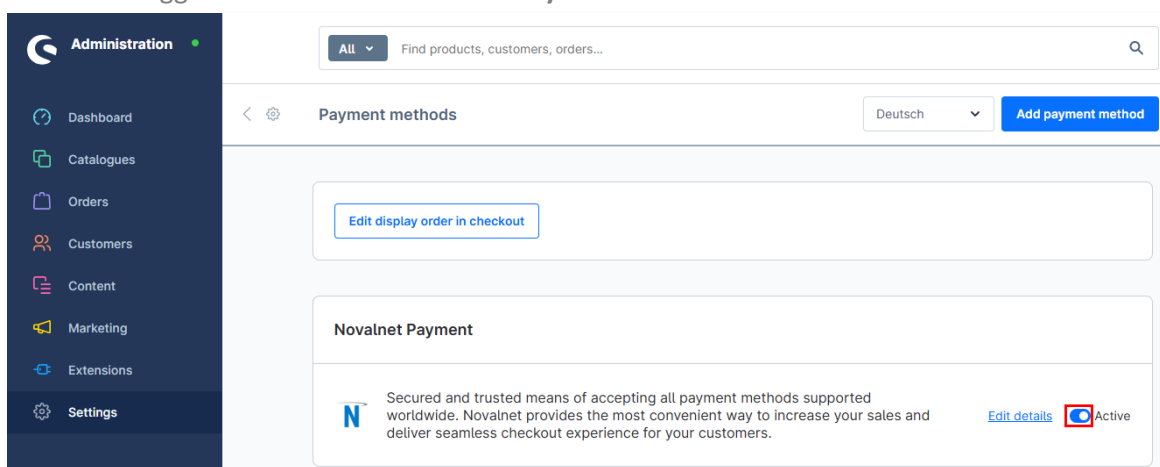 Administration
All
Find products, customers, orders...
Dashboard
Payment methods
Deutsch
Add payment method
Catalogues
Orders
Edit display order in checkout
Customers
Content
Marketing
Novalnet Payment
Extensions
Settings
N
Secured and trusted means of accepting all payment methods supported
worldwide. Novalnet provides the most convenient way to increase your sales and
deliver seamless checkout experience for your customers.
Edit details
Active